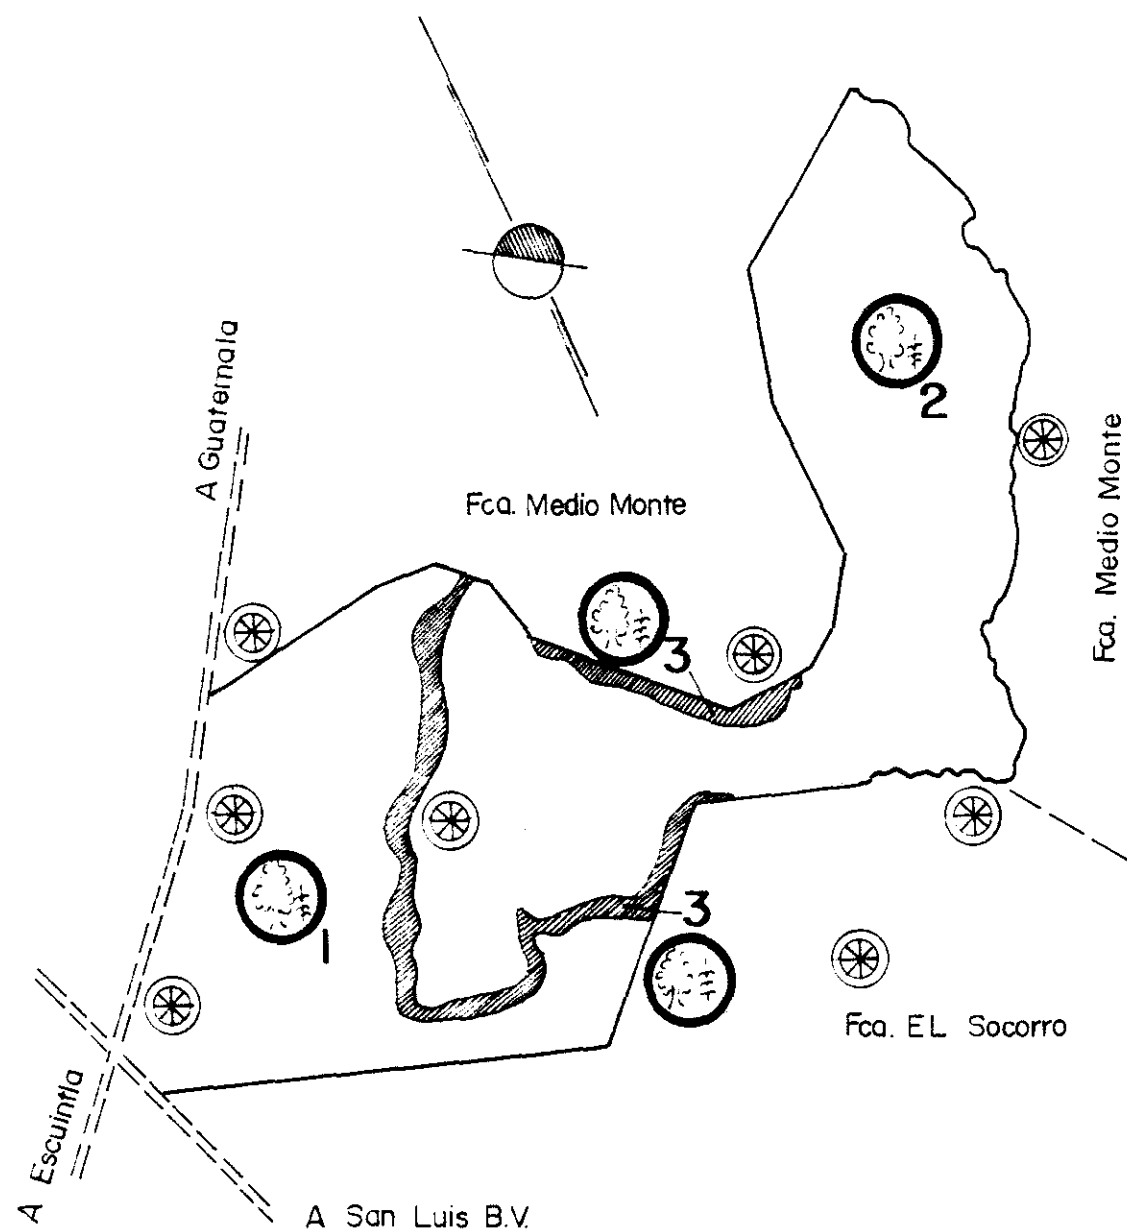 2
A Guatemala
Fca. Medio Monte
Fca. Medio Monte
3
3
1
Fca. EL Socorro
A Escuintla
A San Luis B.V.